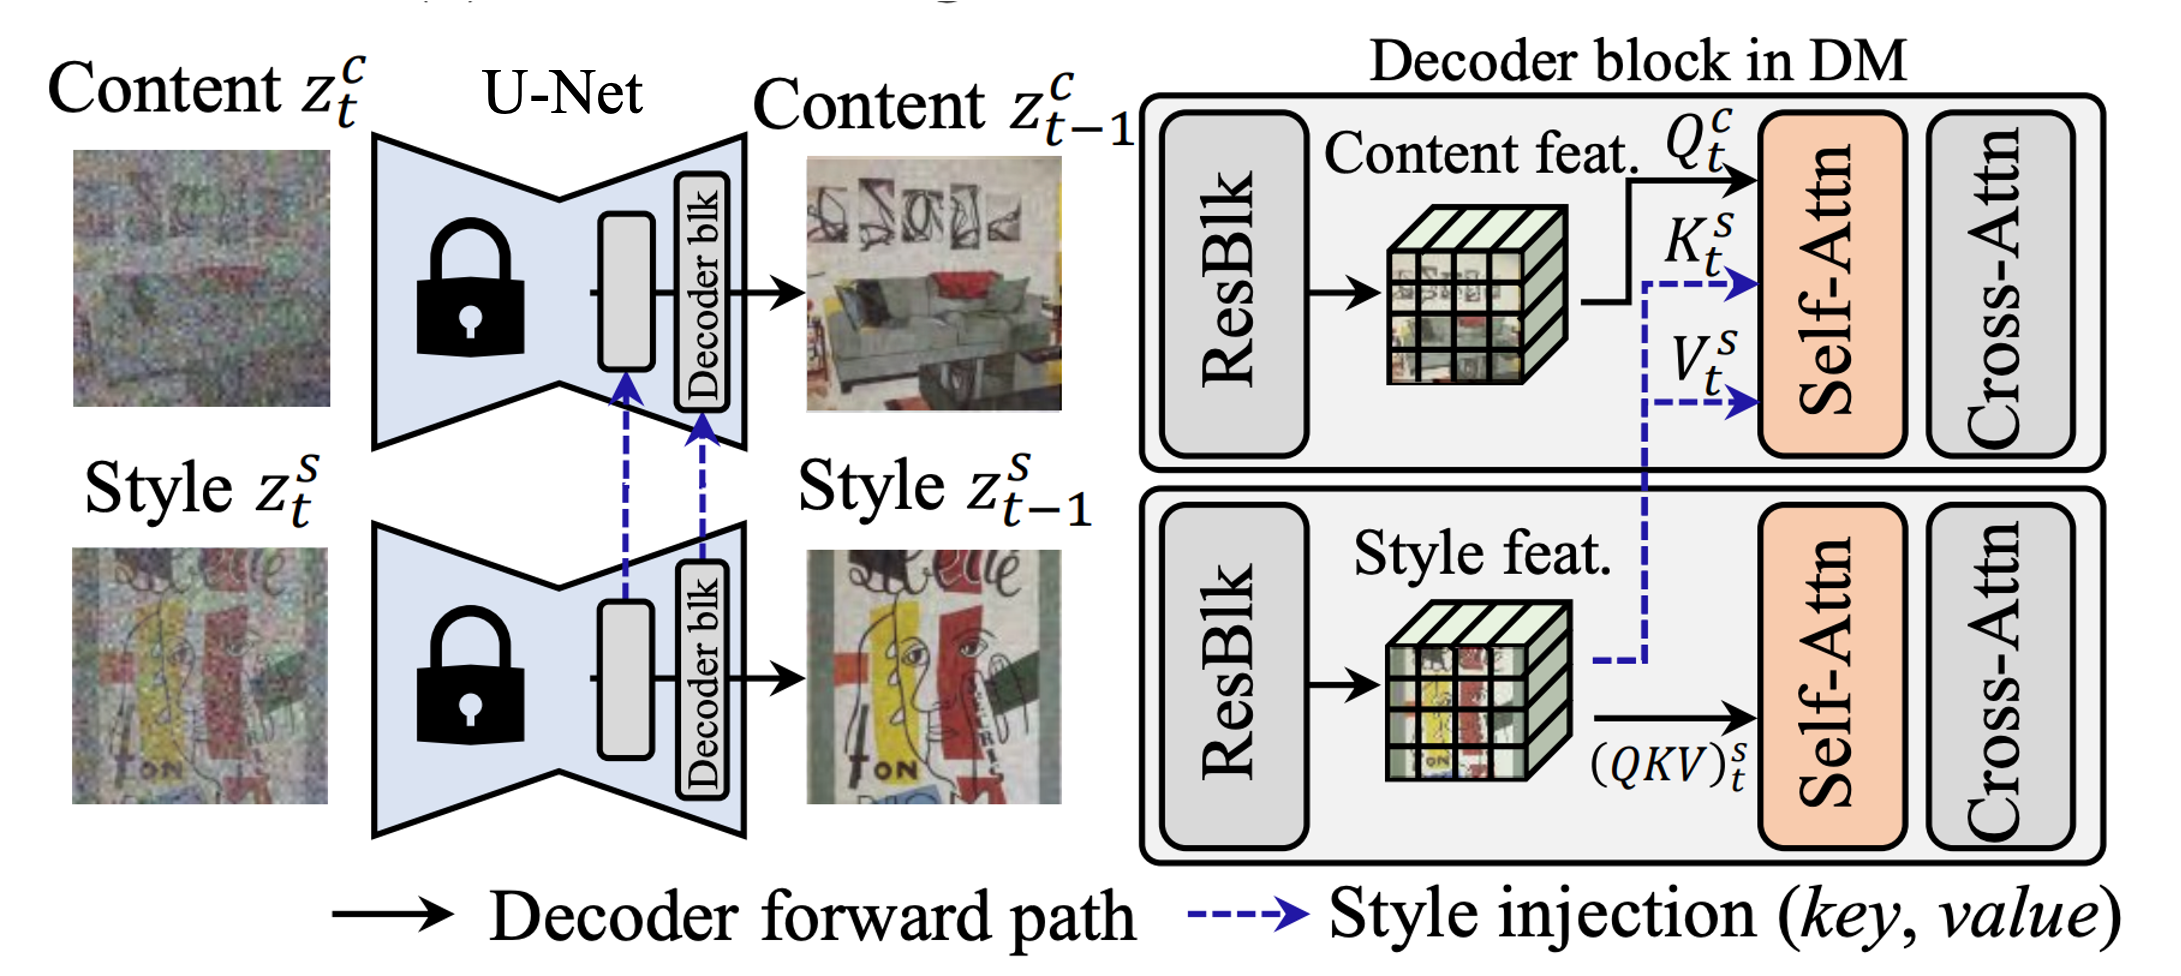 Content z_t^c
U-Net
Content z_{t-1}^c
Decoder blk
Style z_t^s
Style z_{t-1}^s
Decoder blk
TON
Decoder block in DM
ResBlk
Content feat.
Q_t^c
K_t^s
V_t^s
Self-Attn
Cross-Attn
ResBlk
Style feat.
(QKV)_t^s
Self-Attn
Cross-Attn
Decoder forward path
Style injection (key, value)